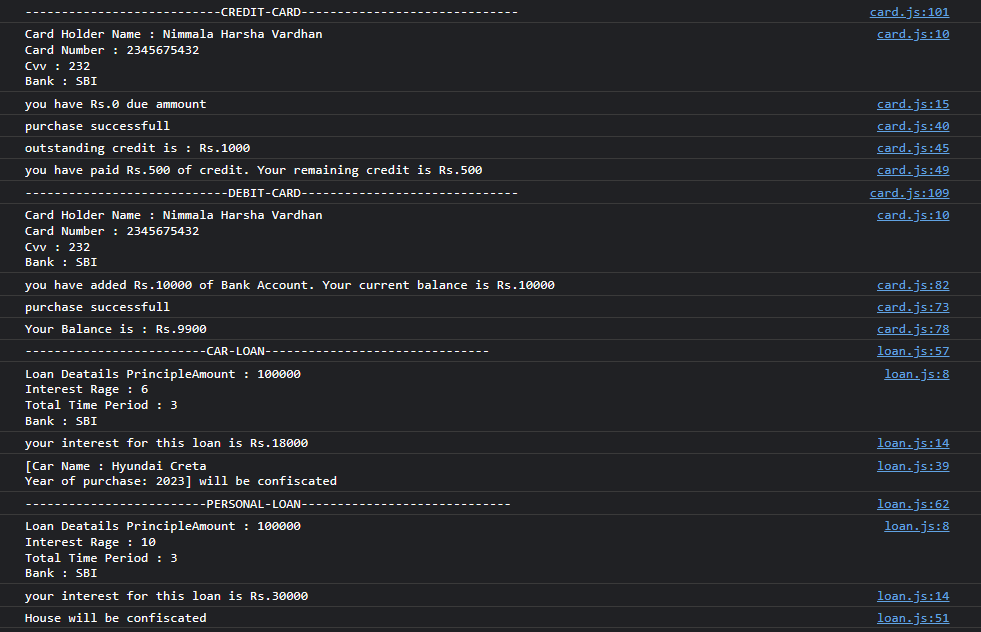 ---------------------------CREDIT-CARD------------------------------ card.js:101
Card Holder Name : Nimmala Harsha Vardhan card.js:10
Card Number : 2345675432
Cvv : 232
Bank : SBI
you have Rs.0 due ammount card.js:15
purchase successfull card.js:40
outstanding credit is : Rs.1000 card.js:45
you have paid Rs.500 of credit. Your remaining credit is Rs.500 card.js:49
----------------------------DEBIT-CARD------------------------------ card.js:109
Card Holder Name : Nimmala Harsha Vardhan card.js:10
Card Number : 2345675432
Cvv : 232
Bank : SBI
you have added Rs.10000 of Bank Account. Your current balance is Rs.10000 card.js:82
purchase successfull card.js:73
Your Balance is : Rs.9900 card.js:78
-------------------------CAR-LOAN------------------------------- loan.js:57
Loan Deatails PrincipleAmount : 100000 loan.js:8
Interest Rage : 6
Total Time Period : 3
Bank : SBI
your interest for this loan is Rs.18000 loan.js:14
[Car Name : Hyundai Creta loan.js:39
Year of purchase: 2023] will be confiscated
-------------------------PERSONAL-LOAN----------------------------- loan.js:62
Loan Deatails PrincipleAmount : 100000 loan.js:8
Interest Rage : 10
Total Time Period : 3
Bank : SBI
your interest for this loan is Rs.30000 loan.js:14
House will be confiscated loan.js:51